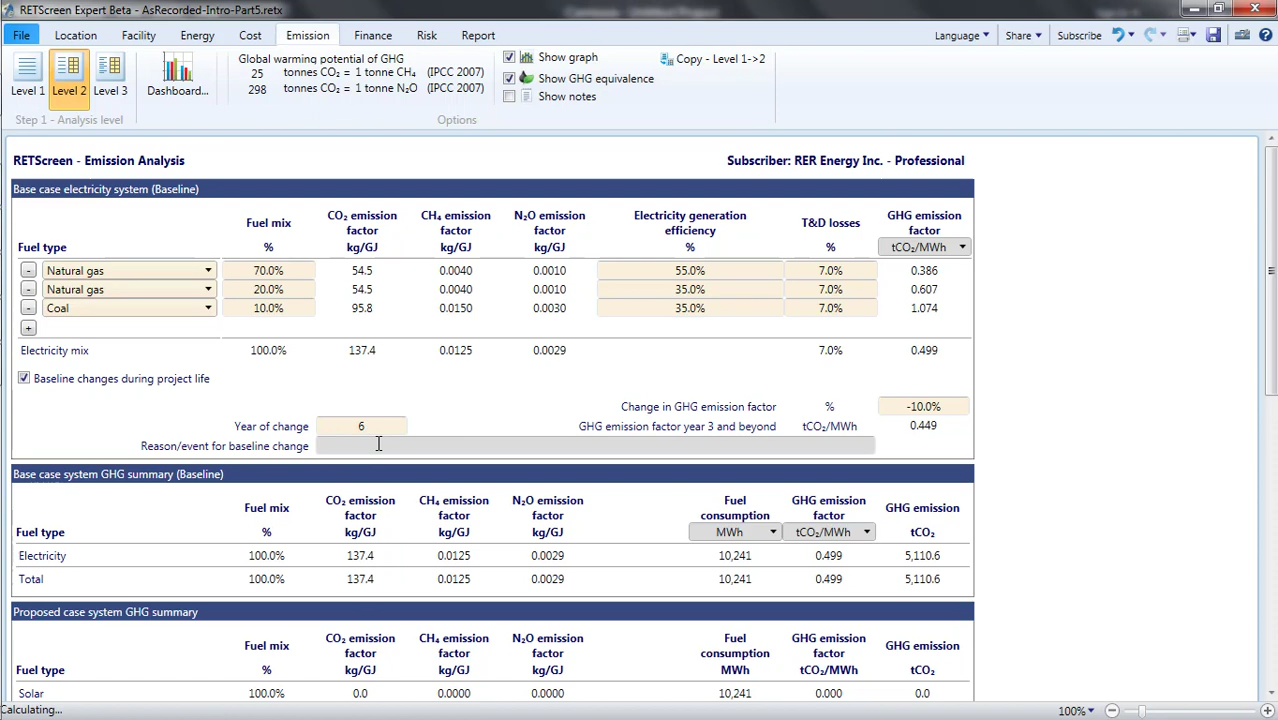 RETScreen Expert Beta - AsRecorded-Intro-Part5.retx
File Location Facility Energy Cost Emission Finance Risk Report Language Share Subscribe
Level 1 Level 2 Level 3
Step 1 - Analysis level
Dashboard...
Global warming potential of GHG
25 tonnes CO₂ = 1 tonne CH₄ (IPCC 2007)
298 tonnes CO₂ = 1 tonne N₂O (IPCC 2007)
Show graph
Show GHG equivalence
Show notes
Copy - Level 1->2
Options
RETScreen - Emission Analysis Subscriber: RER Energy Inc. - Professional
Base case electricity system (Baseline)
Fuel type
Fuel mix
%
CO₂ emission
factor
kg/GJ
CH₄ emission
factor
kg/GJ
N₂O emission
factor
kg/GJ
Electricity generation
efficiency
%
T&D losses
%
GHG emission
factor
tCO₂/MWh
- Natural gas 70.0% 54.5 0.0040 0.0010 55.0% 7.0% 0.386
- Natural gas 20.0% 54.5 0.0040 0.0010 35.0% 7.0% 0.607
- Coal 10.0% 95.8 0.0150 0.0030 35.0% 7.0% 1.074
+
Electricity mix 100.0% 137.4 0.0125 0.0029 7.0% 0.499
Baseline changes during project life
Change in GHG emission factor % -10.0%
Year of change 6 GHG emission factor year 3 and beyond tCO₂/MWh 0.449
Reason/event for baseline change
Base case system GHG summary (Baseline)
Fuel type
Fuel mix
%
CO₂ emission
factor
kg/GJ
CH₄ emission
factor
kg/GJ
N₂O emission
factor
kg/GJ
Fuel
consumption
MWh
GHG emission
factor
tCO₂/MWh
GHG emission
tCO₂
Electricity 100.0% 137.4 0.0125 0.0029 10,241 0.499 5,110.6
Total 100.0% 137.4 0.0125 0.0029 10,241 0.499 5,110.6
Proposed case system GHG summary
Fuel type
Fuel mix
%
CO₂ emission
factor
kg/GJ
CH₄ emission
factor
kg/GJ
N₂O emission
factor
kg/GJ
Fuel
consumption
MWh
GHG emission
factor
tCO₂/MWh
GHG emission
tCO₂
Solar 100.0% 0.0 0.0000 0.0000 10,241 0.000 0.0
Calculating... 100%